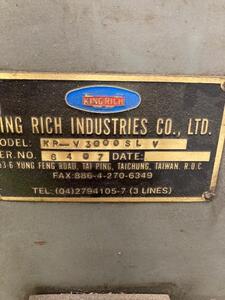 KING RICH
ING RICH INDUSTRIES CO., LTD.
MODEL: KR-V3000SL V
ER.NO. 8407 DATE:
3-6 YUNG FENG ROAD, TAI PING, TAICHUNG, TAIWAN, R.O.C
FAX:886-4-270-6349
TEL: (04)2794105-7 (3 LINES)